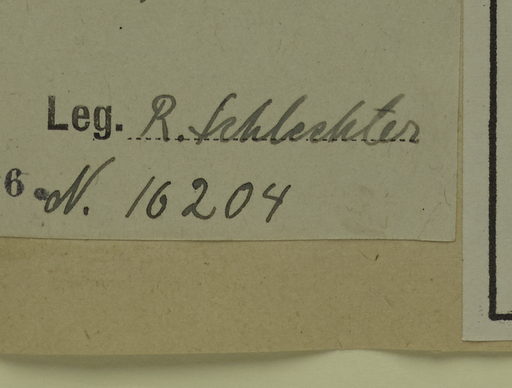 Leg. R. Schlechter
6. N. 16204